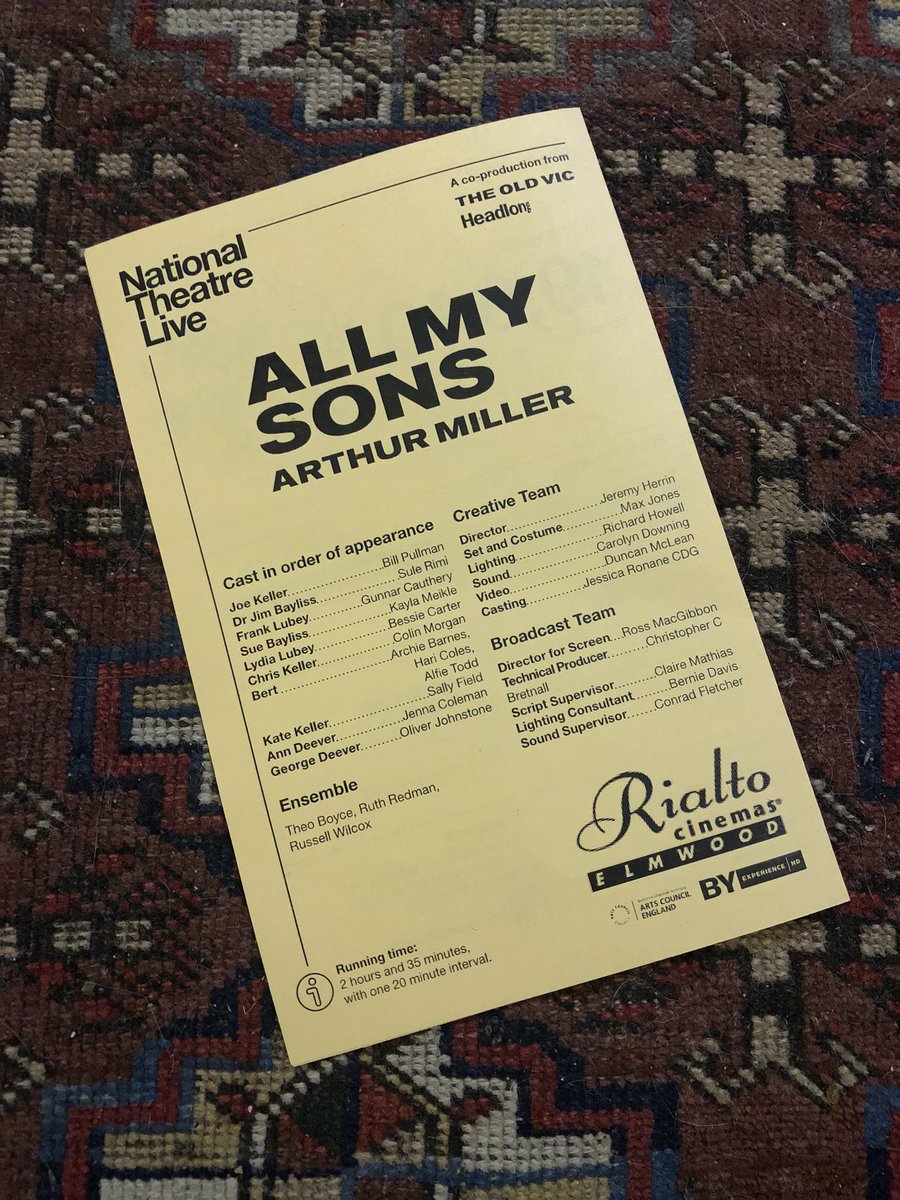 A co-production from
THE OLD VIC
Headlong
National
Theatre
Live
ALL MY
SONS
ARTHUR MILLER
Cast in order of appearance
Joe Keller..........................Bill Pullman
Dr Jim Bayliss....................Sule Rimi
Frank Lubey.............Gunnar Cauthery
Sue Bayliss....................Kayla Meikle
Lydia Lubey..................Bessie Carter
Chris Keller...................Colin Morgan
Bert..........................Archie Barnes,
Hari Coles,
Alfie Todd
Kate Keller........................Sally Field
Ann Deever................Jenna Coleman
George Deever..........Oliver Johnstone
Ensemble
Theo Boyce, Ruth Redman,
Russell Wilcox
Creative Team
Director........................Jeremy Herrin
Set and Costume..............Max Jones
Lighting......................Richard Howell
Sound......................Carolyn Downing
Video........................Duncan McLean
Casting................Jessica Ronane CDG
Broadcast Team
Director for Screen....Ross MacGibbon
Technical Producer........Christopher C
Bretnall
Script Supervisor..........Claire Mathias
Lighting Consultant........Bernie Davis
Sound Supervisor.......Conrad Fletcher
Rialto
cinemas®
ELMWOOD
ARTS COUNCIL
ENGLAND
BY EXPERIENCE HD
Running time:
2 hours and 35 minutes,
with one 20 minute interval.